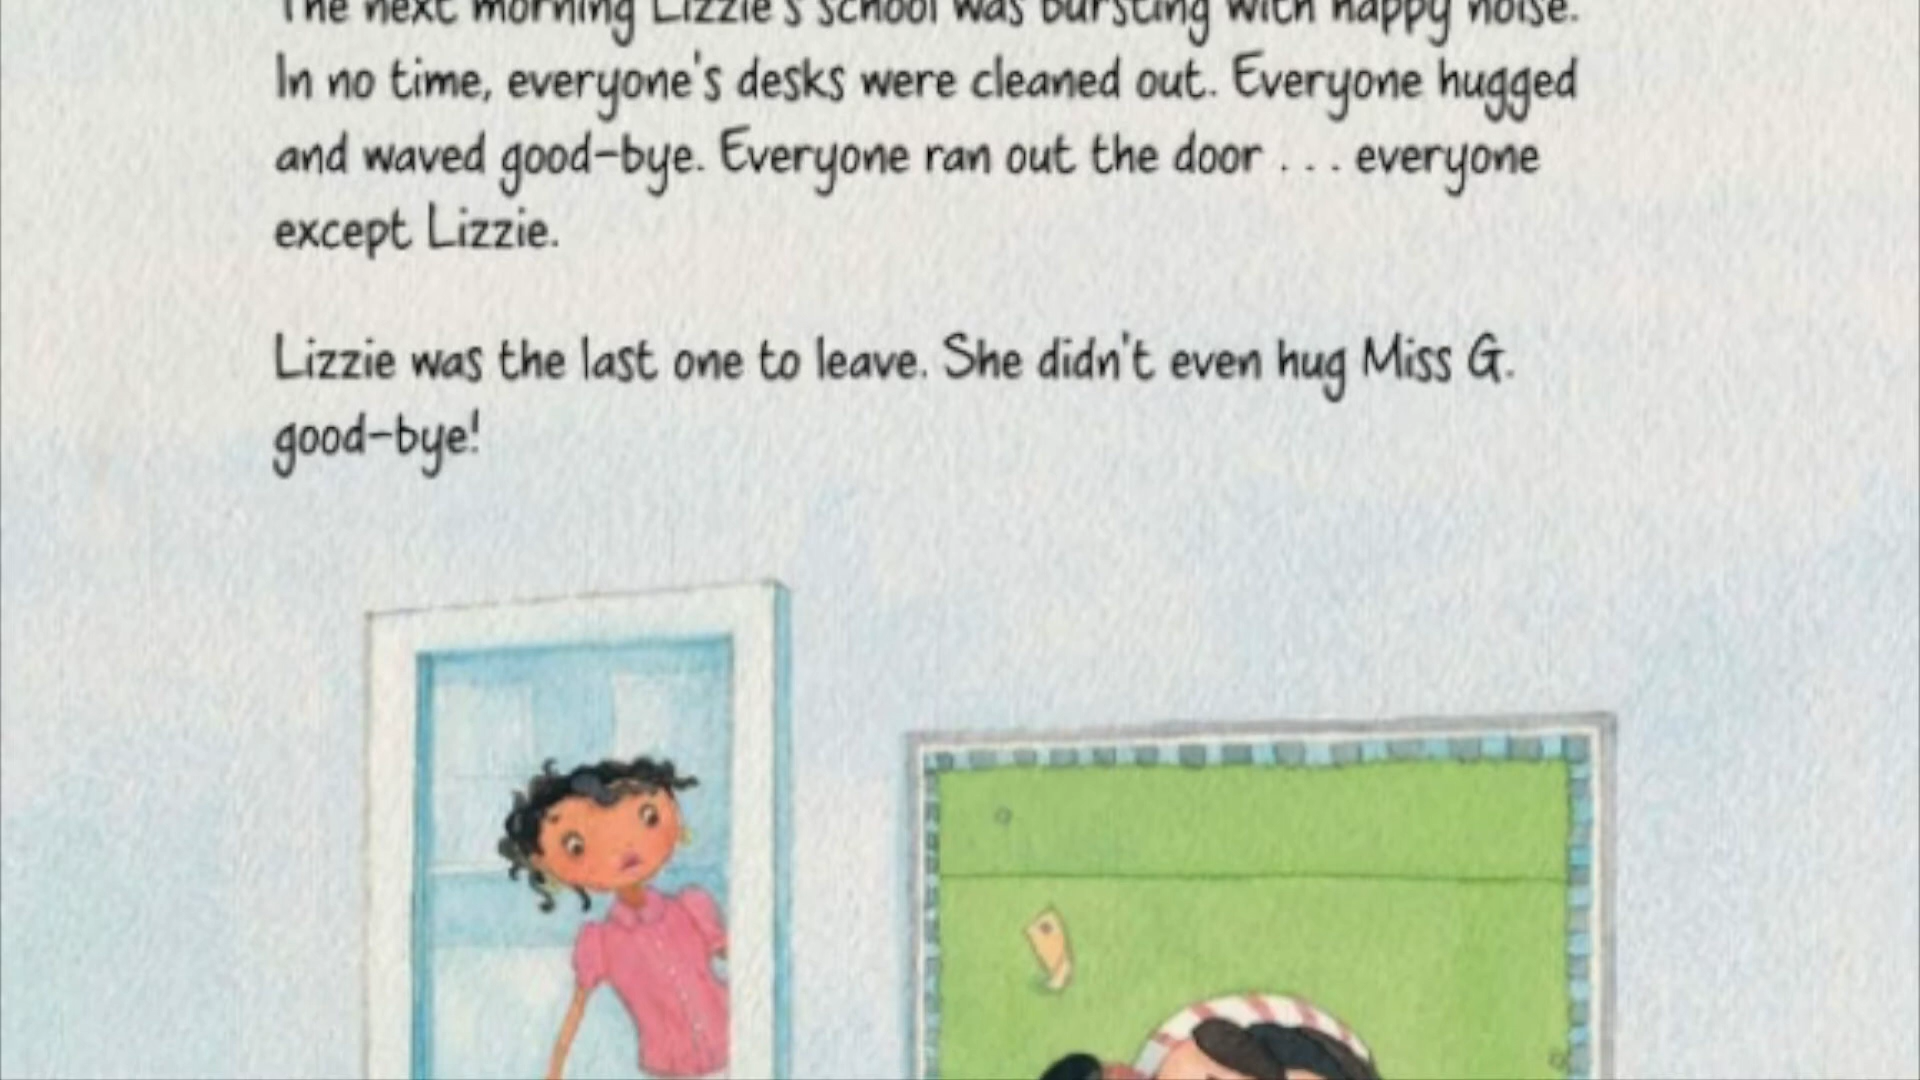 The next morning Lizzie's school was bursting with happy noise.
In no time, everyone's desks were cleaned out. Everyone hugged
and waved good-bye. Everyone ran out the door . . . everyone
except Lizzie.
Lizzie was the last one to leave. She didn't even hug Miss G.
good-bye!